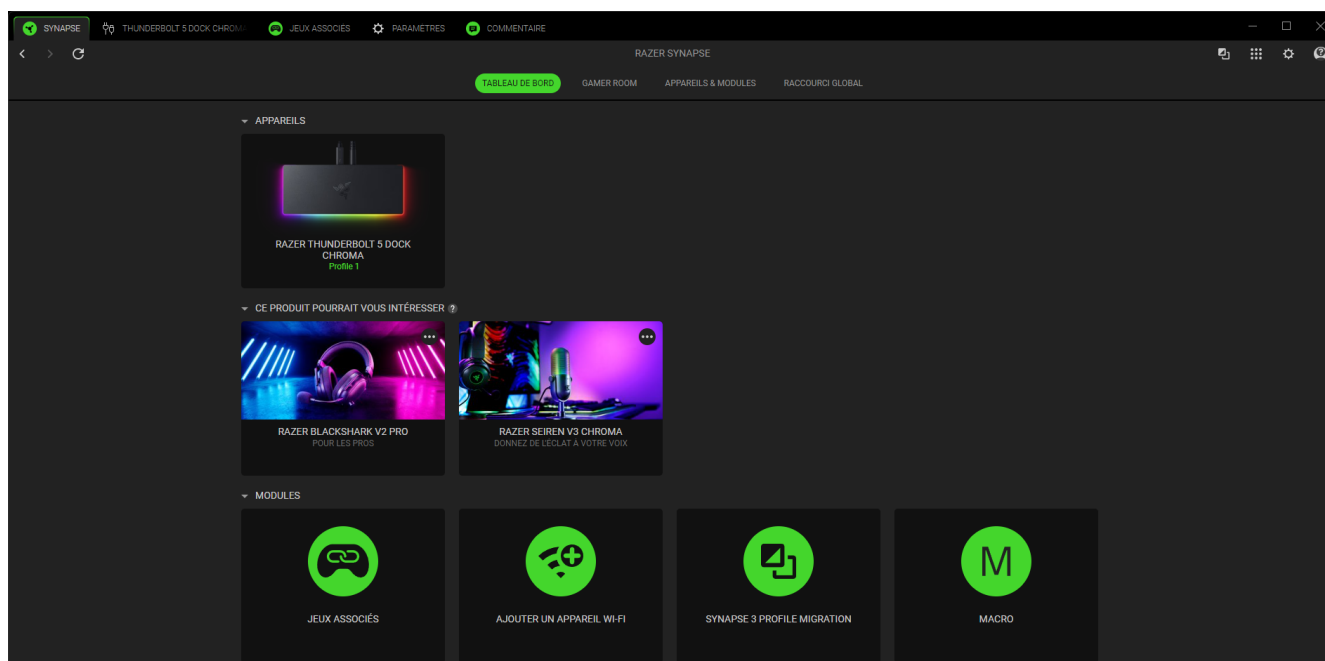 SYNAPSE
THUNDERBOLT 5 DOCK CHROMA
JEUX ASSOCIÉS
PARAMÈTRES
COMMENTAIRE
RAZER SYNAPSE
TABLEAU DE BORD
GAMER ROOM
APPAREILS & MODULES
RACCOURCI GLOBAL
APPAREILS
RAZER THUNDERBOLT 5 DOCK
CHROMA
Profile 1
CE PRODUIT POURRAIT VOUS INTÉRESSER ?
RAZER BLACKSHARK V2 PRO
POUR LES PROS
RAZER SEIREN V3 CHROMA
DONNEZ DE L'ÉCLAT À VOTRE VOIX
MODULES
JEUX ASSOCIÉS
AJOUTER UN APPAREIL WI-FI
SYNAPSE 3 PROFILE MIGRATION
M
MACRO